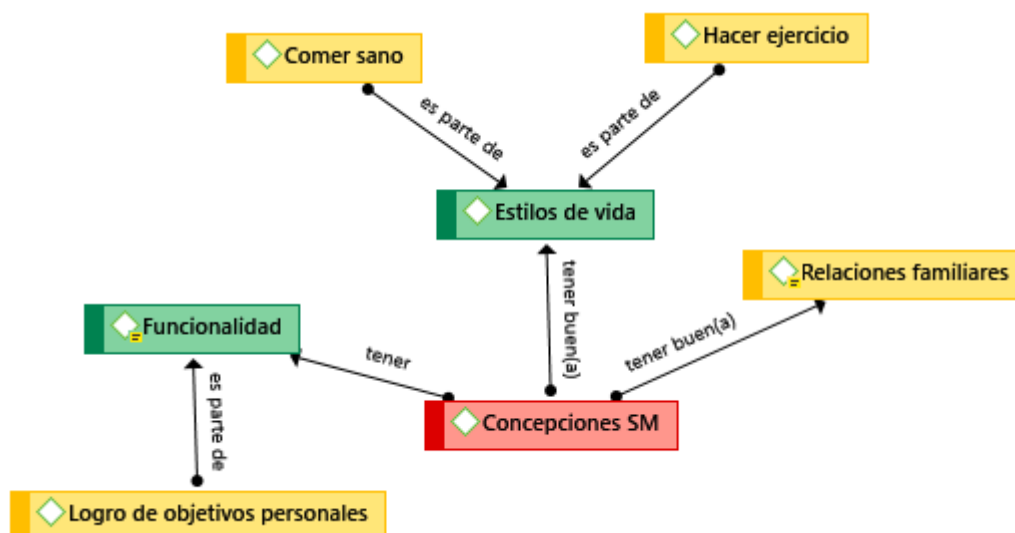 Hacer ejercicio
Comer sano
es parte de
es parte de
Estilos de vida
tener buen(a)
Relaciones familiares
Funcionalidad
tener
tener buen(a)
es parte de
Concepciones SM
Logro de objetivos personales